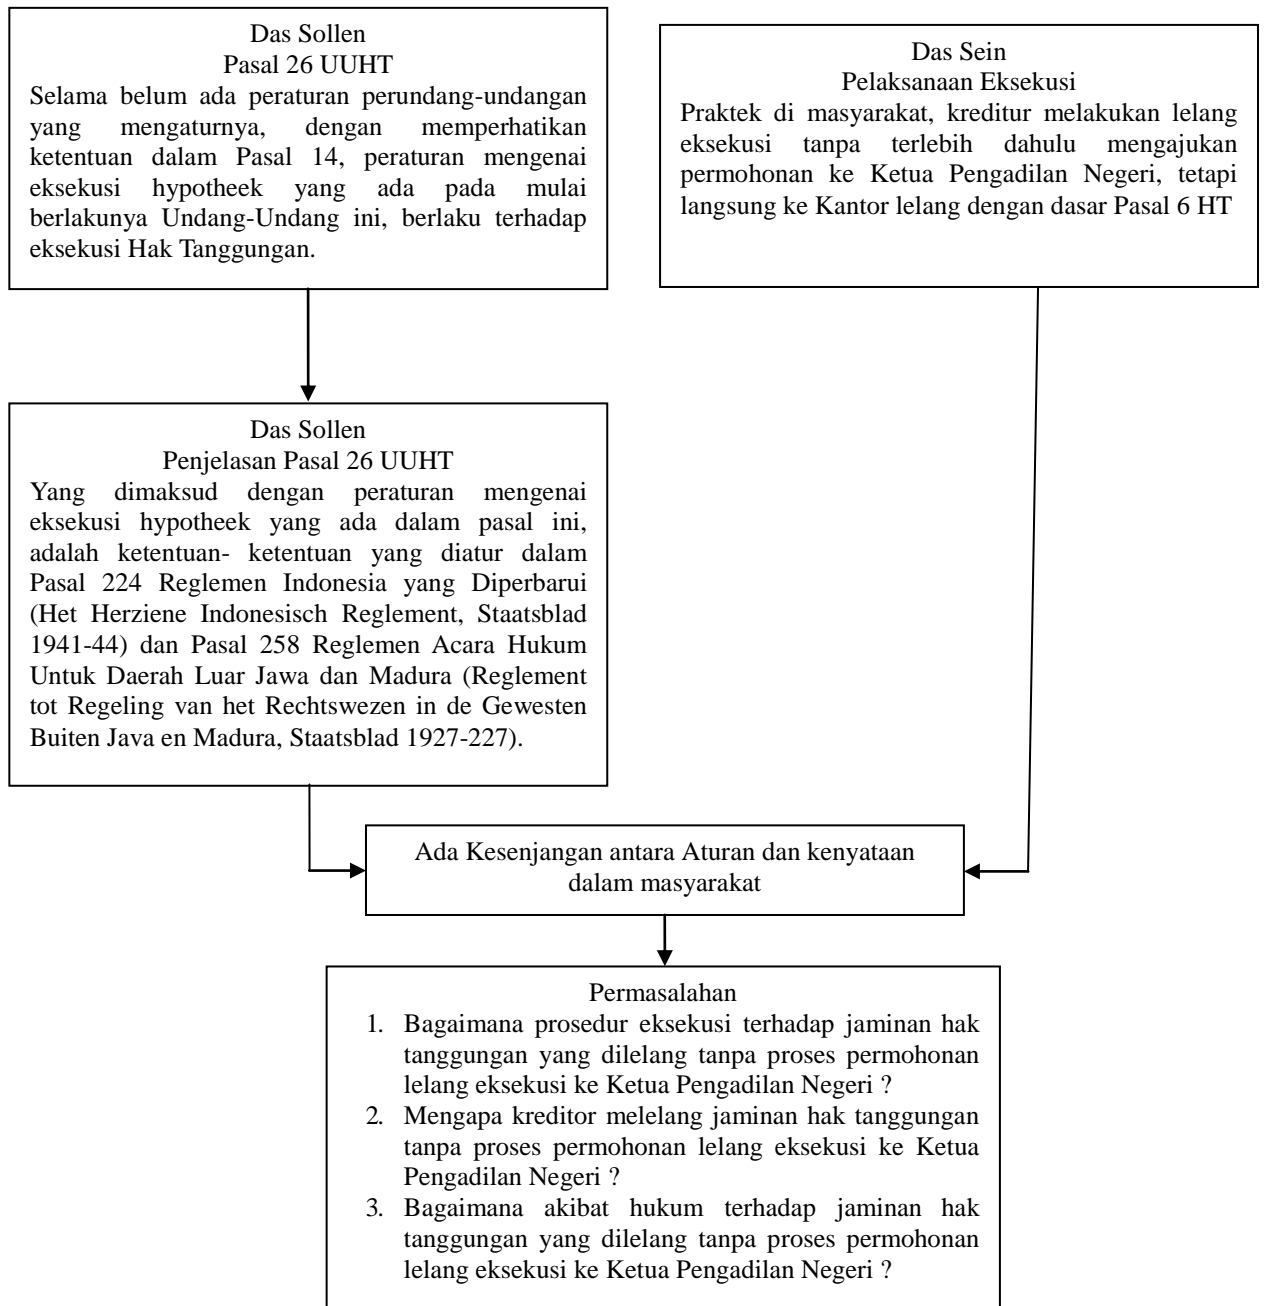 Das Sollen
Pasal 26 UUHT
Selama belum ada peraturan perundang-undangan
yang mengaturnya, dengan memperhatikan
ketentuan dalam Pasal 14, peraturan mengenai
eksekusi hypotheek yang ada pada mulai
berlakunya Undang-Undang ini, berlaku terhadap
eksekusi Hak Tanggungan.
Das Sein
Pelaksanaan Eksekusi
Praktek di masyarakat, kreditur melakukan lelang
eksekusi tanpa terlebih dahulu mengajukan
permohonan ke Ketua Pengadilan Negeri, tetapi
langsung ke Kantor lelang dengan dasar Pasal 6 HT
Das Sollen
Penjelasan Pasal 26 UUHT
Yang dimaksud dengan peraturan mengenai
eksekusi hypotheek yang ada dalam pasal ini,
adalah ketentuan- ketentuan yang diatur dalam
Pasal 224 Reglemen Indonesia yang Diperbarui
(Het Herziene Indonesisch Reglement, Staatsblad
1941-44) dan Pasal 258 Reglemen Acara Hukum
Untuk Daerah Luar Jawa dan Madura (Reglement
tot Regeling van het Rechtswezen in de Gewesten
Buiten Java en Madura, Staatsblad 1927-227).
Ada Kesenjangan antara Aturan dan kenyataan
dalam masyarakat
Permasalahan
1. Bagaimana prosedur eksekusi terhadap jaminan hak
tanggungan yang dilelang tanpa proses permohonan
lelang eksekusi ke Ketua Pengadilan Negeri ?
2. Mengapa kreditor melelang jaminan hak tanggungan
tanpa proses permohonan lelang eksekusi ke Ketua
Pengadilan Negeri ?
3. Bagaimana akibat hukum terhadap jaminan hak
tanggungan yang dilelang tanpa proses permohonan
lelang eksekusi ke Ketua Pengadilan Negeri ?